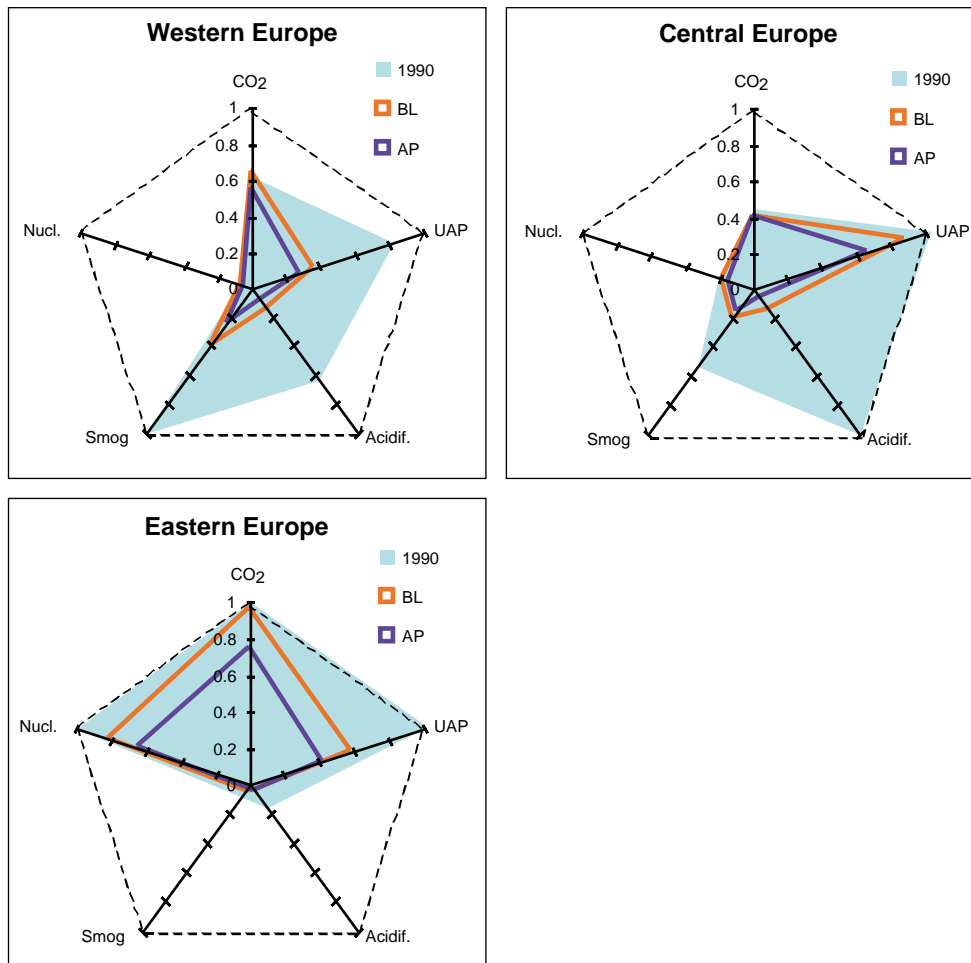 Western Europe
CO2
1990
BL
AP
1
0.8
0.6
0.4
0.2
0
Nucl.
UAP
Smog
Acidif.
Central Europe
CO2
1990
BL
AP
1
0.8
0.6
0.4
0.2
0
Nucl.
UAP
Smog
Acidif.
Eastern Europe
CO2
1990
BL
AP
1
0.8
0.6
0.4
0.2
0
Nucl.
UAP
Smog
Acidif.